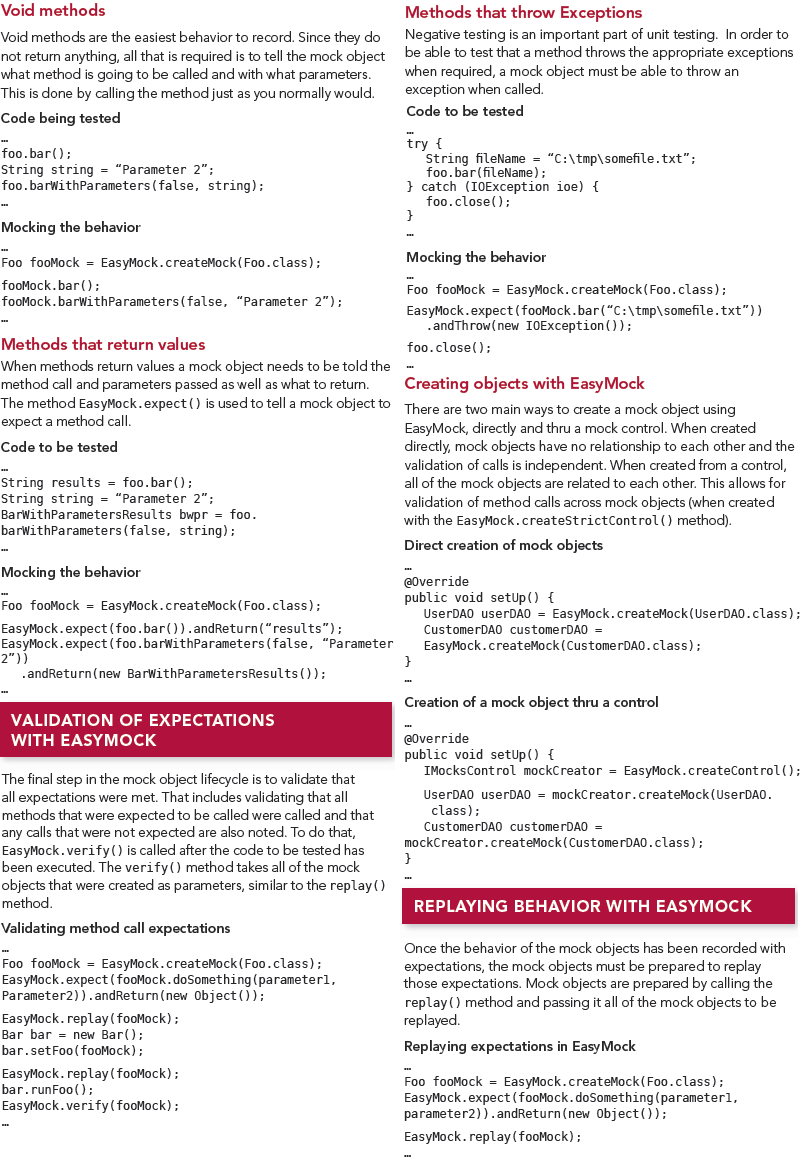 Void methods
Void methods are the easiest behavior to record. Since they do
not return anything, all that is required is to tell the mock object
what method is going to be called and with what parameters.
This is done by calling the method just as you normally would.
Code being tested
…
foo.bar();
String string = “Parameter 2”;
foo.barWithParameters(false, string);
…
Mocking the behavior
…
Foo fooMock = EasyMock.createMock(Foo.class);
fooMock.bar();
fooMock.barWithParameters(false, “Parameter 2”);
…
Methods that return values
When methods return values a mock object needs to be told the
method call and parameters passed as well as what to return.
The method EasyMock.expect() is used to tell a mock object to
expect a method call.
Code to be tested
…
String results = foo.bar();
String string = “Parameter 2”;
BarWithParametersResults bwpr = foo.
barWithParameters(false, string);
…
Mocking the behavior
…
Foo fooMock = EasyMock.createMock(Foo.class);
EasyMock.expect(foo.bar()).andReturn(“results”);
EasyMock.expect(foo.barWithParameters(false, “Parameter
2”))
.andReturn(new BarWithParametersResults());
…
VALIDATION OF EXPECTATIONS
WITH EASYMOCK
The final step in the mock object lifecycle is to validate that
all expectations were met. That includes validating that all
methods that were expected to be called were called and that
any calls that were not expected are also noted. To do that,
EasyMock.verify() is called after the code to be tested has
been executed. The verify() method takes all of the mock
objects that were created as parameters, similar to the replay()
method.
Validating method call expectations
…
Foo fooMock = EasyMock.createMock(Foo.class);
EasyMock.expect(fooMock.doSomething(parameter1,
Parameter2)).andReturn(new Object());
EasyMock.replay(fooMock);
Bar bar = new Bar();
bar.setFoo(fooMock);
EasyMock.replay(fooMock);
bar.runFoo();
EasyMock.verify(fooMock);
…
Methods that throw Exceptions
Negative testing is an important part of unit testing.  In order to
be able to test that a method throws the appropriate exceptions
when required, a mock object must be able to throw an
exception when called.
Code to be tested
…
try {
String fileName = “C:\tmp\somefile.txt”;
foo.bar(fileName);
} catch (IOException ioe) {
foo.close();
}
…
Mocking the behavior
…
Foo fooMock = EasyMock.createMock(Foo.class);
EasyMock.expect(fooMock.bar(“C:\tmp\somefile.txt”))
.andThrow(new IOException());
foo.close();
…
Creating objects with EasyMock
There are two main ways to create a mock object using
EasyMock, directly and thru a mock control. When created
directly, mock objects have no relationship to each other and the
validation of calls is independent. When created from a control,
all of the mock objects are related to each other. This allows for
validation of method calls across mock objects (when created
with the EasyMock.createStrictControl() method).
Direct creation of mock objects
…
@Override
public void setUp() {
UserDAO userDAO = EasyMock.createMock(UserDAO.class);
CustomerDAO customerDAO =
EasyMock.createMock(CustomerDAO.class);
}
…
Creation of a mock object thru a control
…
@Override
public void setUp() {
IMocksControl mockCreator = EasyMock.createControl();
UserDAO userDAO = mockCreator.createMock(UserDAO.
class);
CustomerDAO customerDAO =
mockCreator.createMock(CustomerDAO.class);
}
…
REPLAYING BEHAVIOR WITH EASYMOCK
Once the behavior of the mock objects has been recorded with
expectations, the mock objects must be prepared to replay
those expectations. Mock objects are prepared by calling the
replay() method and passing it all of the mock objects to be
replayed.
Replaying expectations in EasyMock
…
Foo fooMock = EasyMock.createMock(Foo.class);
EasyMock.expect(fooMock.doSomething(parameter1,
parameter2)).andReturn(new Object());
EasyMock.replay(fooMock);
…